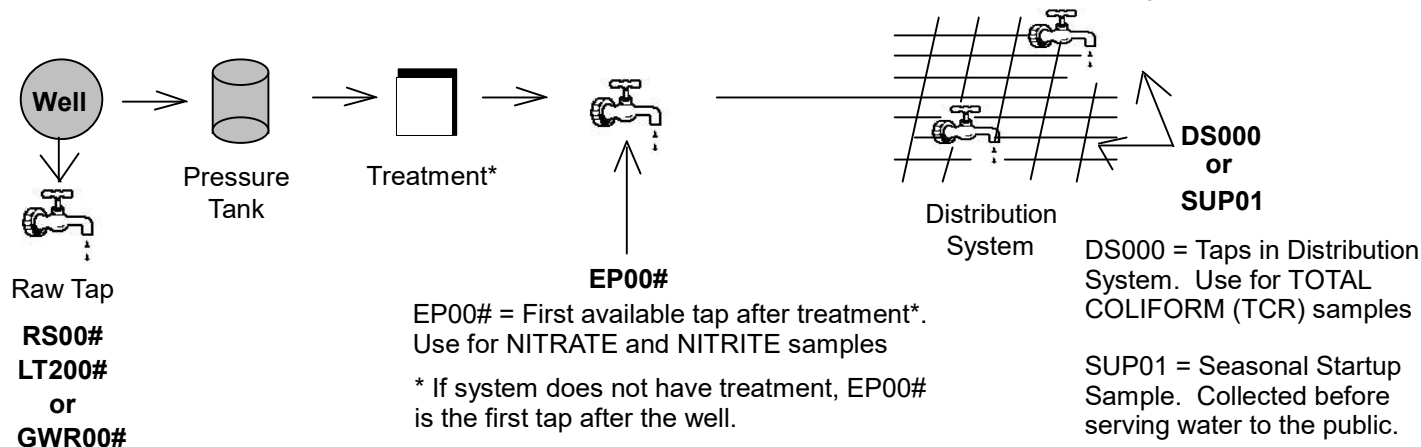 Well
Pressure
Tank
Treatment*
Raw Tap
RS00#
LT200#
or
GWR00#
EP00#
EP00# = First available tap after treatment*.
Use for NITRATE and NITRITE samples
* If system does not have treatment, EP00#
is the first tap after the well.
Distribution
System
DS000
or
SUP01
DS000 = Taps in Distribution
System. Use for TOTAL
COLIFORM (TCR) samples
SUP01 = Seasonal Startup
Sample. Collected before
serving water to the public.